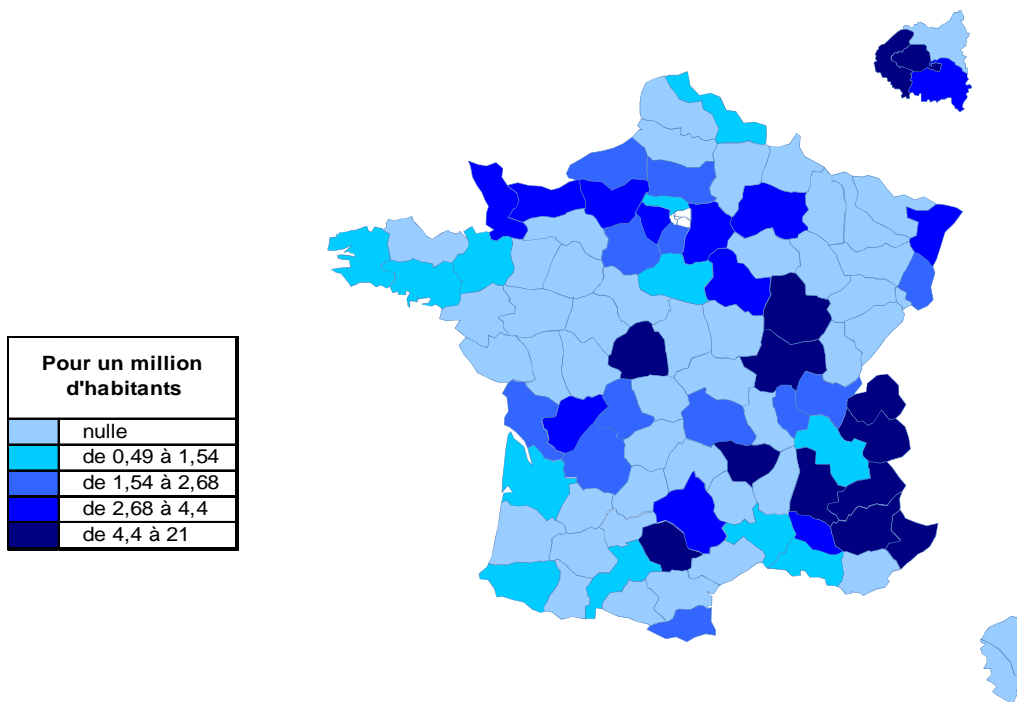 Pour un million
d'habitants
nulle
de 0,49 à 1,54
de 1,54 à 2,68
de 2,68 à 4,4
de 4,4 à 21